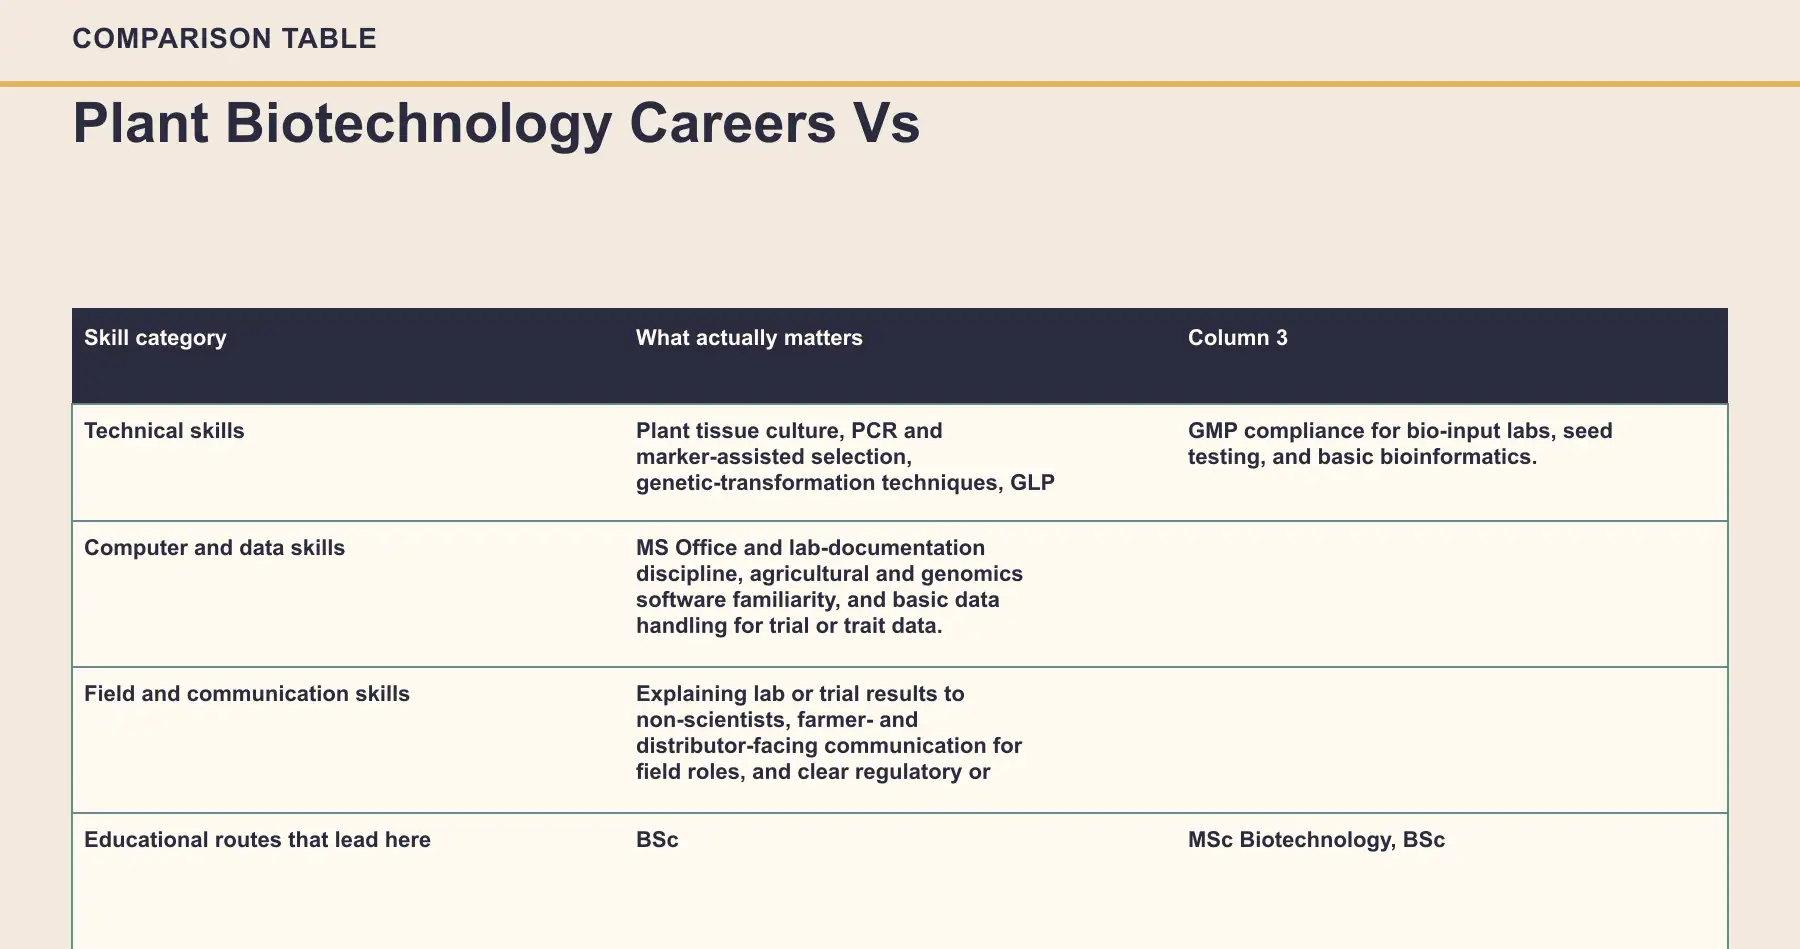 COMPARISON TABLE
Plant Biotechnology Careers Vs
Skill category
What actually matters
Column 3
Technical skills
Plant tissue culture, PCR and
marker-assisted selection,
genetic-transformation techniques, GLP
GMP compliance for bio-input labs, seed
testing, and basic bioinformatics.
Computer and data skills
MS Office and lab-documentation
discipline, agricultural and genomics
software familiarity, and basic data
handling for trial or trait data.
Field and communication skills
Explaining lab or trial results to
non-scientists, farmer- and
distributor-facing communication for
field roles, and clear regulatory or
Educational routes that lead here
BSc
MSc Biotechnology, BSc